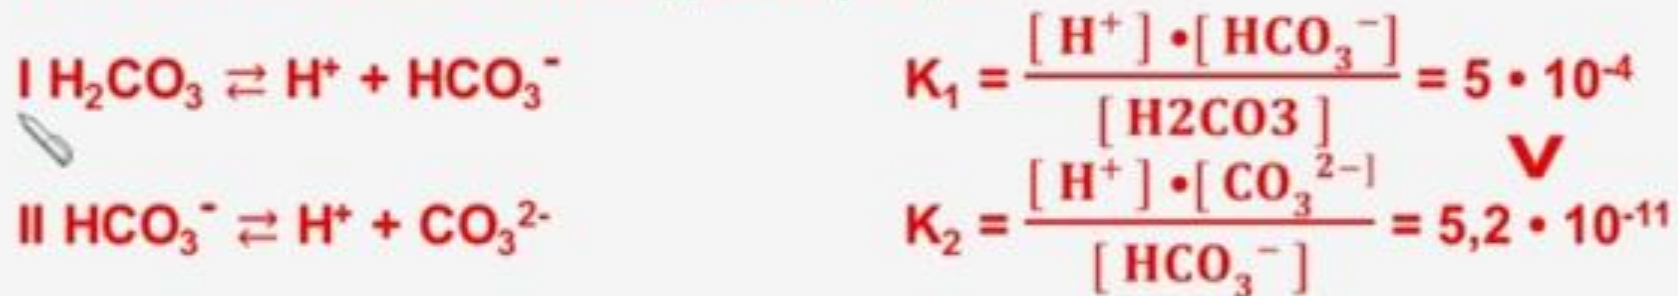 I H₂CO₃ ⇄ H⁺ + HCO₃⁻
K₁ = [ H⁺ ] •[ HCO₃⁻ ] / [ H2CO3 ] = 5 • 10⁻⁴
V
II HCO₃⁻ ⇄ H⁺ + CO₃²⁻
K₂ = [ H⁺ ] •[ CO₃²⁻ ] / [ HCO₃⁻ ] = 5,2 • 10⁻¹¹